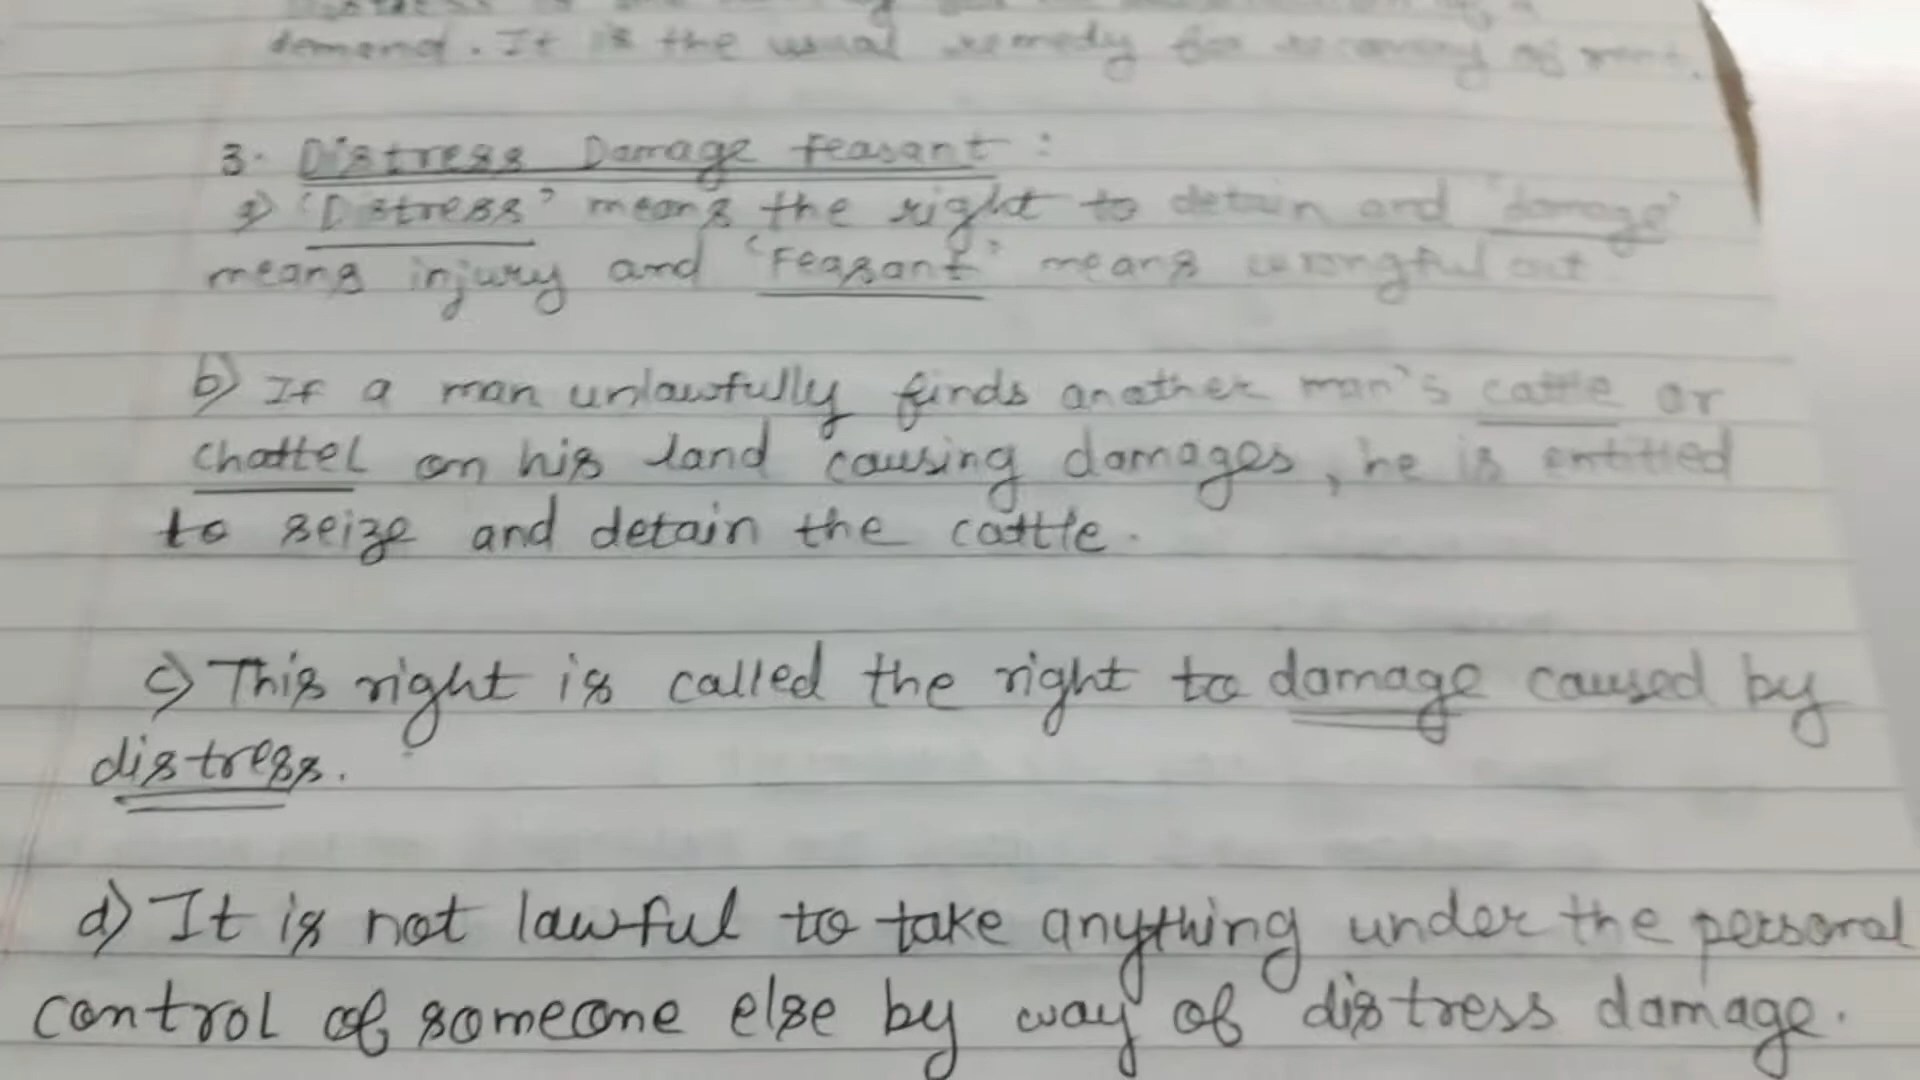 demand. It is the usual remedy for recovery of rent.
3. Distress Damage Feasant :
a) 'Distress' means the right to detain and 'damage'
means injury and 'Feasant' means wrongful act
b) If a man unlawfully finds another man's cattle or
chattel on his land causing damages, he is entitled
to seize and detain the cattle.
c) This right is called the right to damage caused by
distress.
d) It is not lawful to take anything under the personal
control of someone else by way of distress damage.